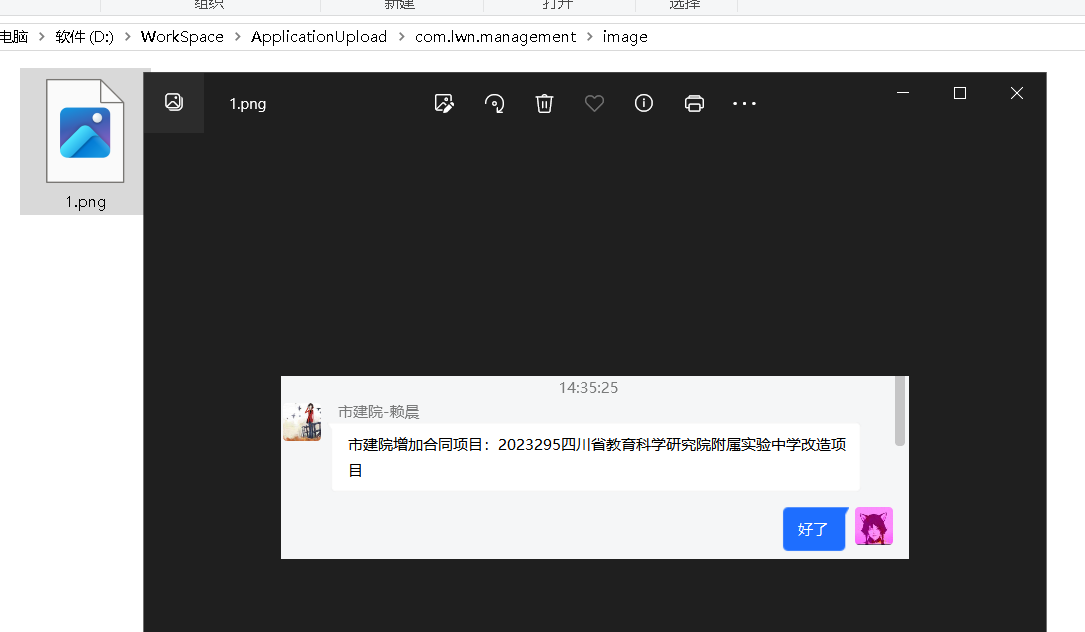 组织
新建
打开
选择
电脑 > 软件 (D:) > WorkSpace > ApplicationUpload > com.lwn.management > image
1.png
1.png
14:35:25
市建院-赖晨
市建院增加合同项目：2023295四川省教育科学研究院附属实验中学改造项
目
好了